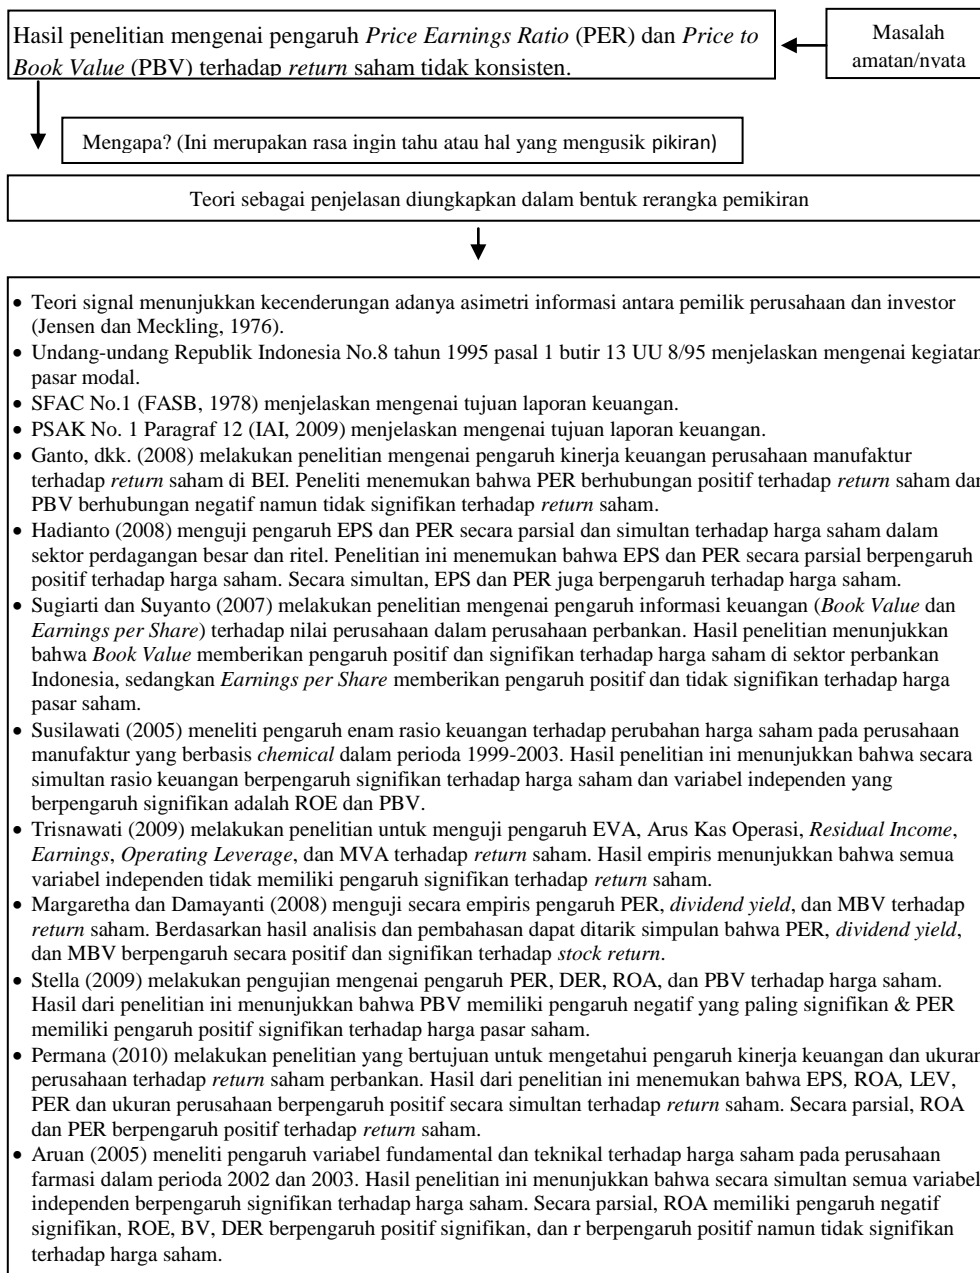 Hasil penelitian mengenai pengaruh Price Earnings Ratio (PER) dan Price to
Book Value (PBV) terhadap return saham tidak konsisten.
Masalah
amatan/nyata
Mengapa? (Ini merupakan rasa ingin tahu atau hal yang mengusik pikiran)
Teori sebagai penjelasan diungkapkan dalam bentuk rerangka pemikiran
• Teori signal menunjukkan kecenderungan adanya asimetri informasi antara pemilik perusahaan dan investor
(Jensen dan Meckling, 1976).
• Undang-undang Republik Indonesia No.8 tahun 1995 pasal 1 butir 13 UU 8/95 menjelaskan mengenai kegiatan
pasar modal.
• SFAC No.1 (FASB, 1978) menjelaskan mengenai tujuan laporan keuangan.
• PSAK No. 1 Paragraf 12 (IAI, 2009) menjelaskan mengenai tujuan laporan keuangan.
• Ganto, dkk. (2008) melakukan penelitian mengenai pengaruh kinerja keuangan perusahaan manufaktur
terhadap return saham di BEI. Peneliti menemukan bahwa PER berhubungan positif terhadap return saham dan
PBV berhubungan negatif namun tidak signifikan terhadap return saham.
• Hadianto (2008) menguji pengaruh EPS dan PER secara parsial dan simultan terhadap harga saham dalam
sektor perdagangan besar dan ritel. Penelitian ini menemukan bahwa EPS dan PER secara parsial berpengaruh
positif terhadap harga saham. Secara simultan, EPS dan PER juga berpengaruh terhadap harga saham.
• Sugiarti dan Suyanto (2007) melakukan penelitian mengenai pengaruh informasi keuangan (Book Value dan
Earnings per Share) terhadap nilai perusahaan dalam perusahaan perbankan. Hasil penelitian menunjukkan
bahwa Book Value memberikan pengaruh positif dan signifikan terhadap harga saham di sektor perbankan
Indonesia, sedangkan Earnings per Share memberikan pengaruh positif dan tidak signifikan terhadap harga
pasar saham.
• Susilawati (2005) meneliti pengaruh enam rasio keuangan terhadap perubahan harga saham pada perusahaan
manufaktur yang berbasis chemical dalam perioda 1999-2003. Hasil penelitian ini menunjukkan bahwa secara
simultan rasio keuangan berpengaruh signifikan terhadap harga saham dan variabel independen yang
berpengaruh signifikan adalah ROE dan PBV.
• Trisnawati (2009) melakukan penelitian untuk menguji pengaruh EVA, Arus Kas Operasi, Residual Income,
Earnings, Operating Leverage, dan MVA terhadap return saham. Hasil empiris menunjukkan bahwa semua
variabel independen tidak memiliki pengaruh signifikan terhadap return saham.
• Margaretha dan Damayanti (2008) menguji secara empiris pengaruh PER, dividend yield, dan MBV terhadap
return saham. Berdasarkan hasil analisis dan pembahasan dapat ditarik simpulan bahwa PER, dividend yield,
dan MBV berpengaruh secara positif dan signifikan terhadap stock return.
• Stella (2009) melakukan pengujian mengenai pengaruh PER, DER, ROA, dan PBV terhadap harga saham.
Hasil dari penelitian ini menunjukkan bahwa PBV memiliki pengaruh negatif yang paling signifikan & PER
memiliki pengaruh positif signifikan terhadap harga pasar saham.
• Permana (2010) melakukan penelitian yang bertujuan untuk mengetahui pengaruh kinerja keuangan dan ukuran
perusahaan terhadap return saham perbankan. Hasil dari penelitian ini menemukan bahwa EPS, ROA, LEV,
PER dan ukuran perusahaan berpengaruh positif secara simultan terhadap return saham. Secara parsial, ROA
dan PER berpengaruh positif terhadap return saham.
• Aruan (2005) meneliti pengaruh variabel fundamental dan teknikal terhadap harga saham pada perusahaan
farmasi dalam perioda 2002 dan 2003. Hasil penelitian ini menunjukkan bahwa secara simultan semua variabel
independen berpengaruh signifikan terhadap harga saham. Secara parsial, ROA memiliki pengaruh negatif
signifikan, ROE, BV, DER berpengaruh positif signifikan, dan r berpengaruh positif namun tidak signifikan
terhadap harga saham.